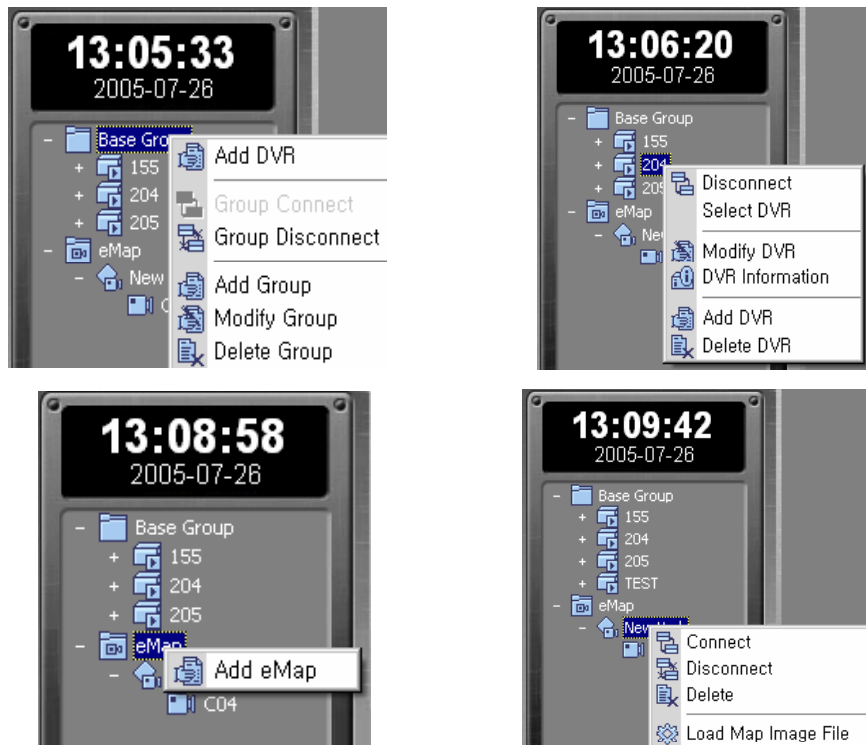 13:05:33
2005-07-26
Base Gro
155
204
205
eMap
New
Add DVR
Group Connect
Group Disconnect
Add Group
Modify Group
Delete Group
13:06:20
2005-07-26
Base Group
155
204
205
eMap
Disconnect
Select DVR
Modify DVR
DVR Information
Add DVR
Delete DVR
13:08:58
2005-07-26
Base Group
155
204
205
eMap
Add eMap
C04
13:09:42
2005-07-26
Base Group
155
204
205
TEST
eMap
Connect
Disconnect
Delete
Load Map Image File